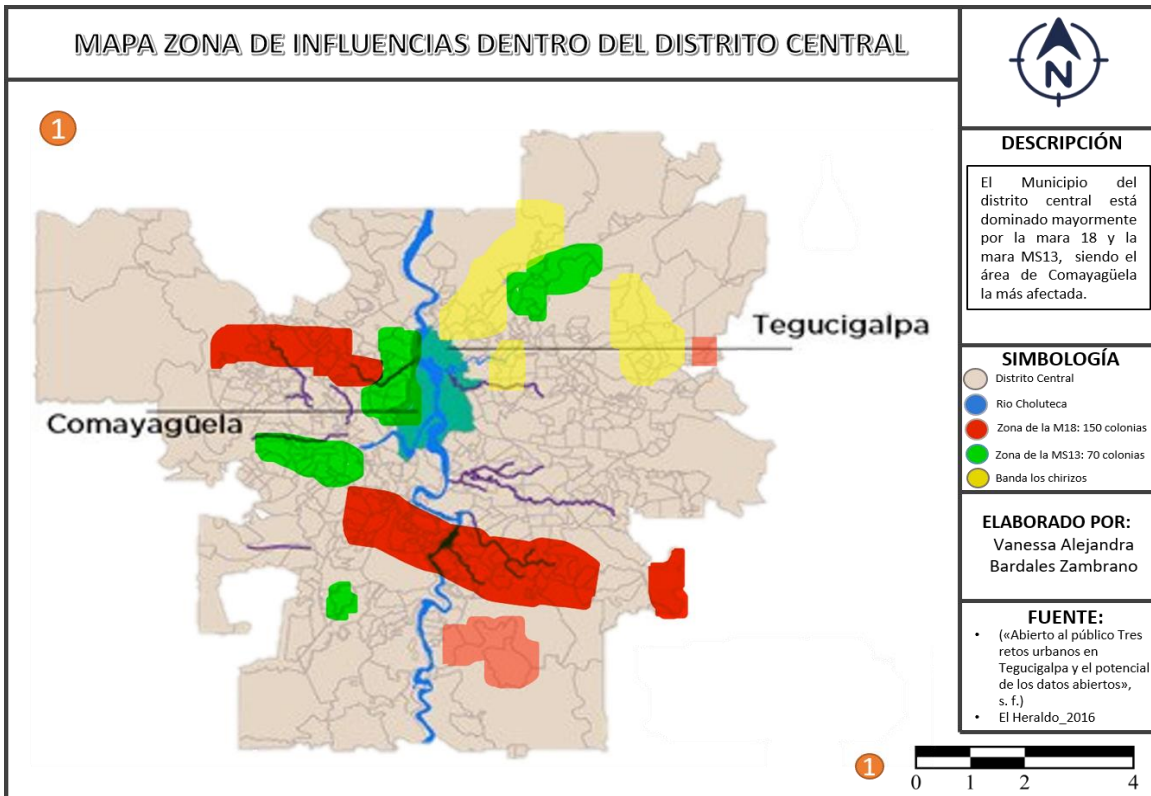 MAPA ZONA DE INFLUENCIAS DENTRO DEL DISTRITO CENTRAL
N
1
Tegucigalpa
Comayagüela
DESCRIPCIÓN
El Municipio del
distrito central está
dominado mayormente
por la mara 18 y la
mara MS13, siendo el
área de Comayagüela
la más afectada.
SIMBOLOGÍA
Distrito Central
Rio Choluteca
Zona de la M18: 150 colonias
Zona de la MS13: 70 colonias
Banda los chirizos
ELABORADO POR:
Vanessa Alejandra
Bardales Zambrano
FUENTE:
• («Abierto al público Tres
retos urbanos en
Tegucigalpa y el potencial
de los datos abiertos»,
s. f.)
• El Heraldo_2016
1
0 1 2 4